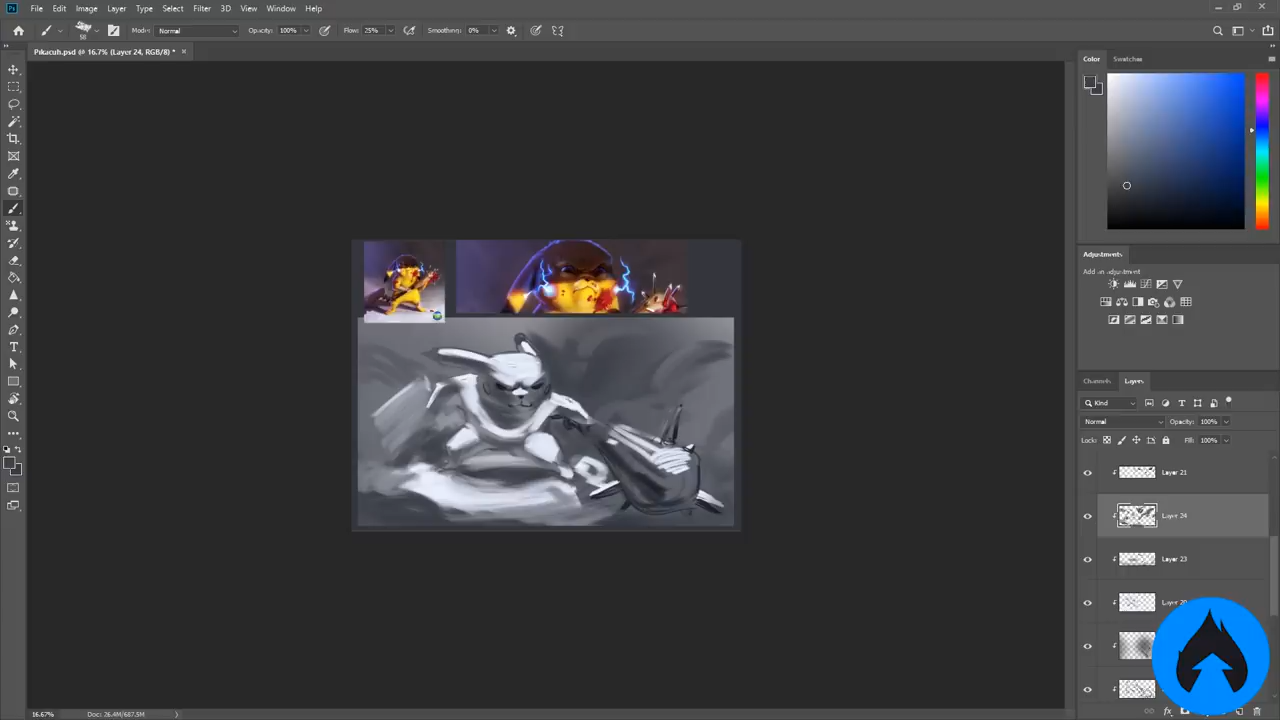 Ps File Edit Image Layer Type Select Filter 3D View Window Help
Mode: Normal Opacity: 100% Flow: 25% Smoothing: 0%
Pikacuh.psd @ 16.7% (Layer 24, RGB/8) *
Color Swatches
Adjustments
Add an adjustment
Channels Layers
Kind
Normal Opacity: 100%
Lock: Fill: 100%
Layer 21
Layer 24
Layer 23
16.67% Doc: 26.4M/687.5M